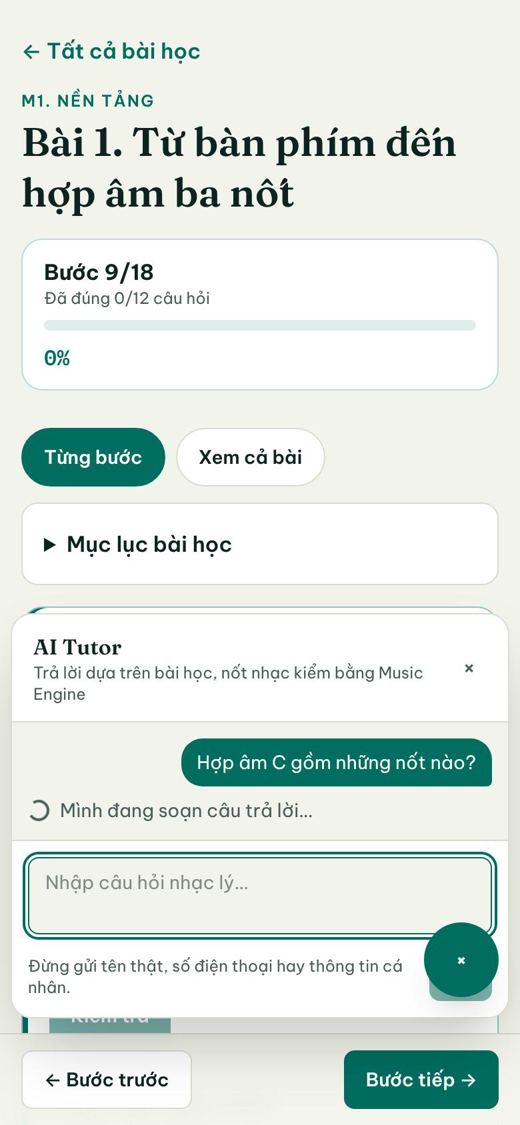 ← Tất cả bài học
M1. NỀN TẢNG
Bài 1. Từ bàn phím đến
hợp âm ba nốt
Bước 9/18
Đã đúng 0/12 câu hỏi
0%
Từng bước
Xem cả bài
▶ Mục lục bài học
AI Tutor
Trả lời dựa trên bài học, nốt nhạc kiểm bằng Music
Engine
×
Hợp âm C gồm những nốt nào?
Mình đang soạn câu trả lời...
Nhập câu hỏi nhạc lý...
Đừng gửi tên thật, số điện thoại hay thông tin cá
nhân.
×
Kiểm tra
← Bước trước
Bước tiếp →